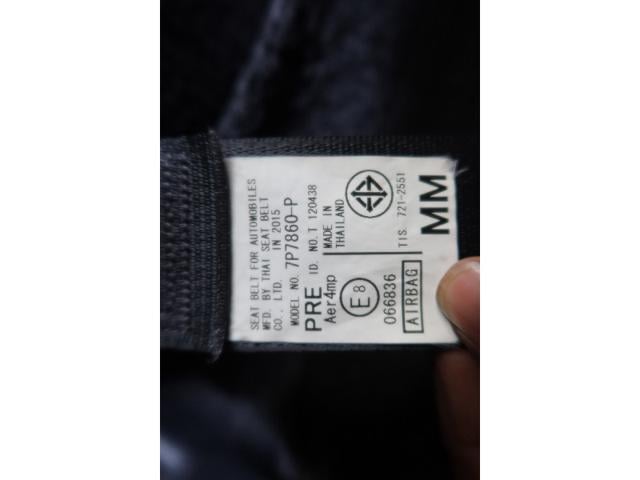 SEAT BELT FOR AUTOMOBILES
MFD. BY THAI SEAT BELT
CO., LTD. IN 2015
MODEL NO. 7P7860-P
PRE ID. NO. T 120438
Aer4mp MADE IN
THAILAND
E8
066836 TIS. 721-2551
AIRBAG MM